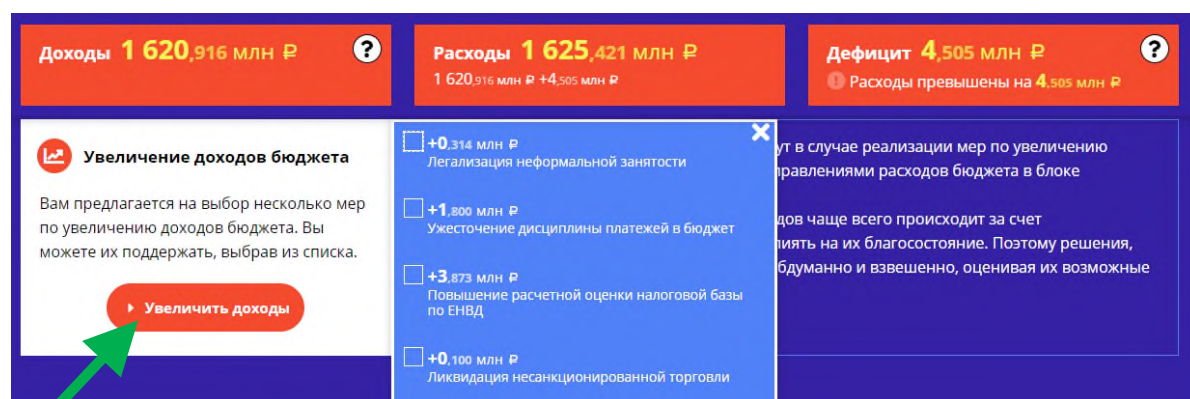 Доходы 1 620,916 млн ₽ ?
Расходы 1 625,421 млн ₽
1 620,916 млн ₽ +4,505 млн ₽
Дефицит 4,505 млн ₽ ?
Расходы превышены на 4,505 млн ₽
Увеличение доходов бюджета
Вам предлагается на выбор несколько мер
по увеличению доходов бюджета. Вы
можете их поддержать, выбрав из списка.
Увеличить доходы
+0,314 млн ₽
Легализация неформальной занятости
+1,800 млн ₽
Ужесточение дисциплины платежей в бюджет
+3,873 млн ₽
Повышение расчетной оценки налоговой базы
по ЕНВД
+0,100 млн ₽
Ликвидация несанкционированной торговли
ут в случае реализации мер по увеличению
правлениями расходов бюджета в блоке
дов чаще всего происходит за счет
лиять на их благосостояние. Поэтому решения,
бдуманно и взвешенно, оценивая их возможные